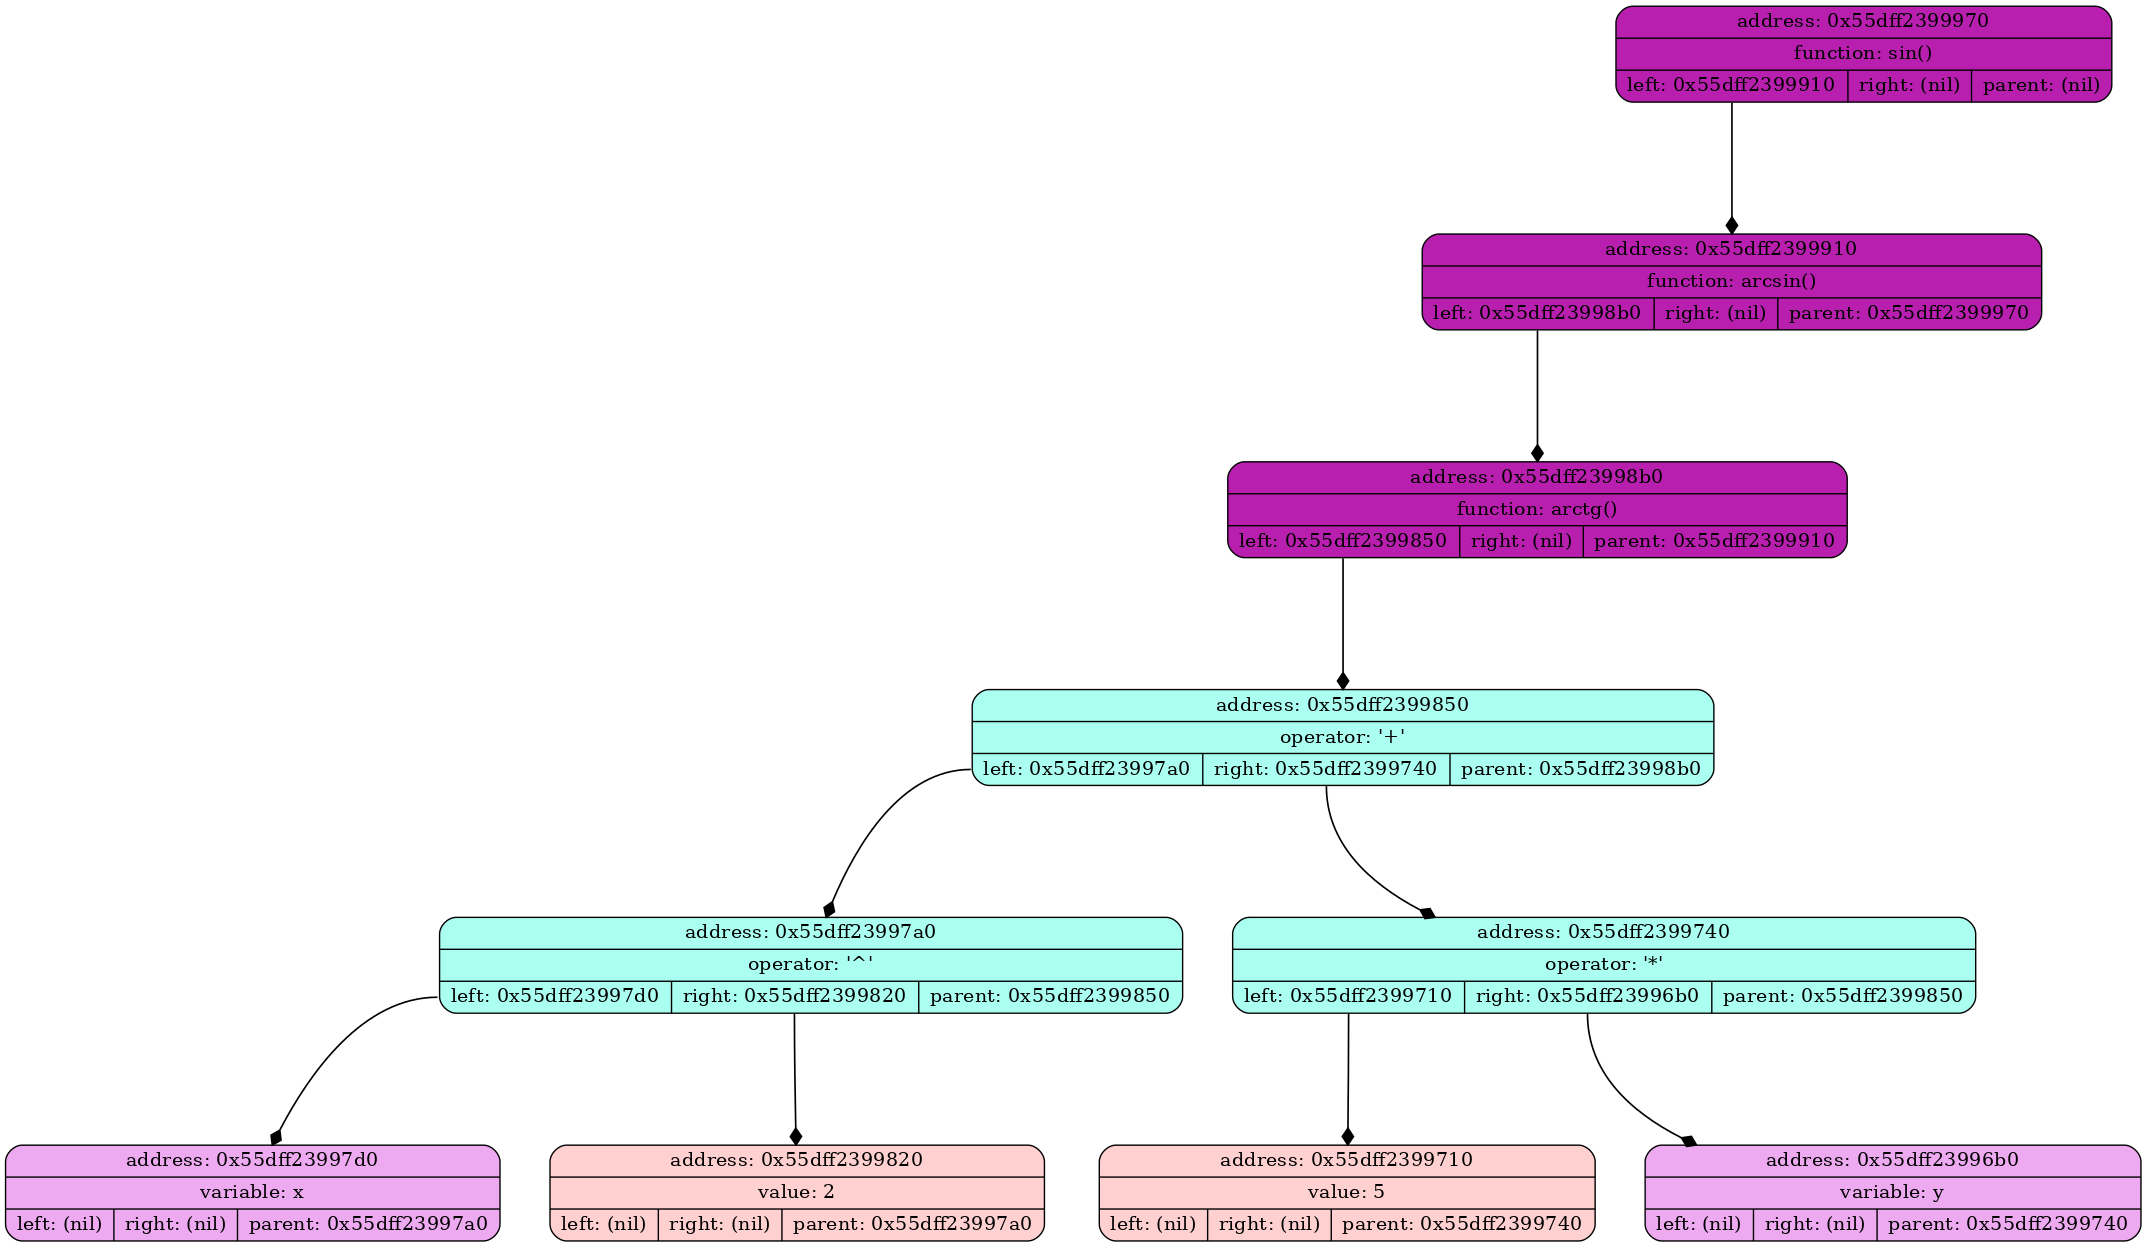 address: 0x55dff2399970
function: sin()
left: 0x55dff2399910 right: (nil) parent: (nil)
address: 0x55dff2399910
function: arcsin()
left: 0x55dff23998b0 right: (nil) parent: 0x55dff2399970
address: 0x55dff23998b0
function: arctg()
left: 0x55dff2399850 right: (nil) parent: 0x55dff2399910
address: 0x55dff2399850
operator: '+'
left: 0x55dff23997a0 right: 0x55dff2399740 parent: 0x55dff23998b0
address: 0x55dff23997a0
operator: '^'
left: 0x55dff23997d0 right: 0x55dff2399820 parent: 0x55dff2399850
address: 0x55dff2399740
operator: '*'
left: 0x55dff2399710 right: 0x55dff23996b0 parent: 0x55dff2399850
address: 0x55dff23997d0
variable: x
left: (nil) right: (nil) parent: 0x55dff23997a0
address: 0x55dff2399820
value: 2
left: (nil) right: (nil) parent: 0x55dff23997a0
address: 0x55dff2399710
value: 5
left: (nil) right: (nil) parent: 0x55dff2399740
address: 0x55dff23996b0
variable: y
left: (nil) right: (nil) parent: 0x55dff2399740